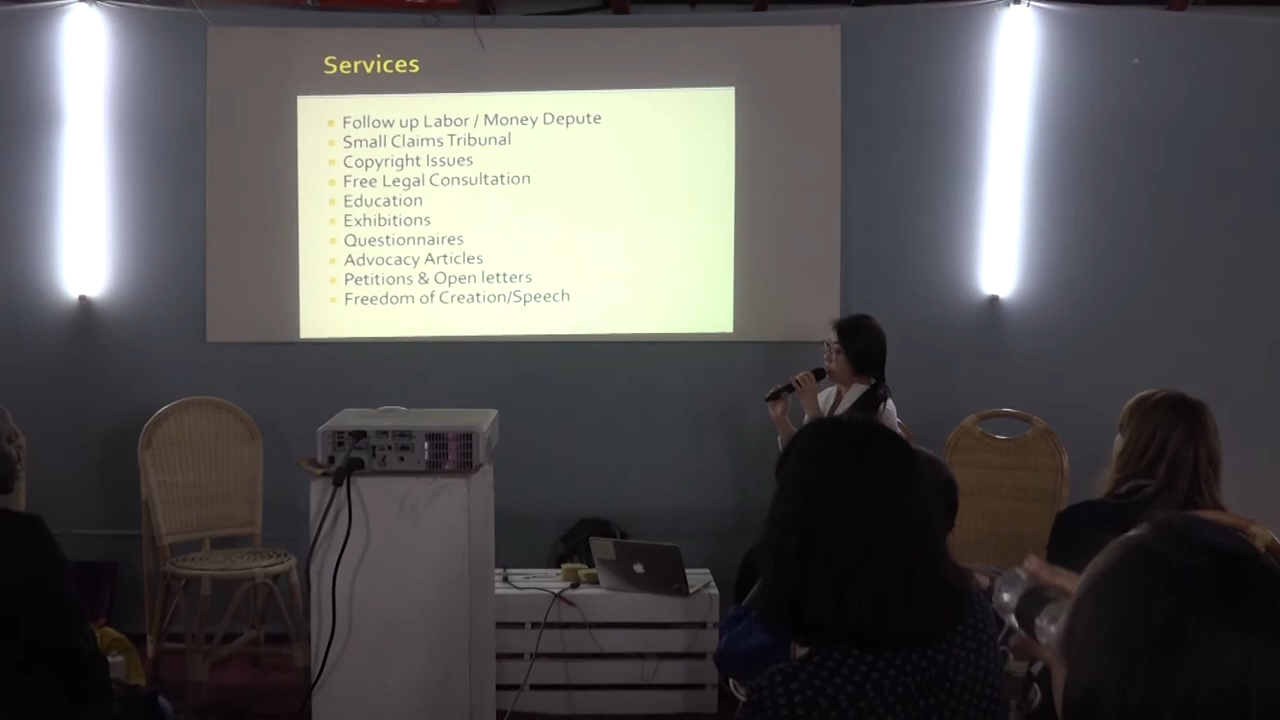 Services
Follow up Labor / Money Depute
Small Claims Tribunal
Copyright Issues
Free Legal Consultation
Education
Exhibitions
Questionnaires
Advocacy Articles
Petitions & Open letters
Freedom of Creation/Speech